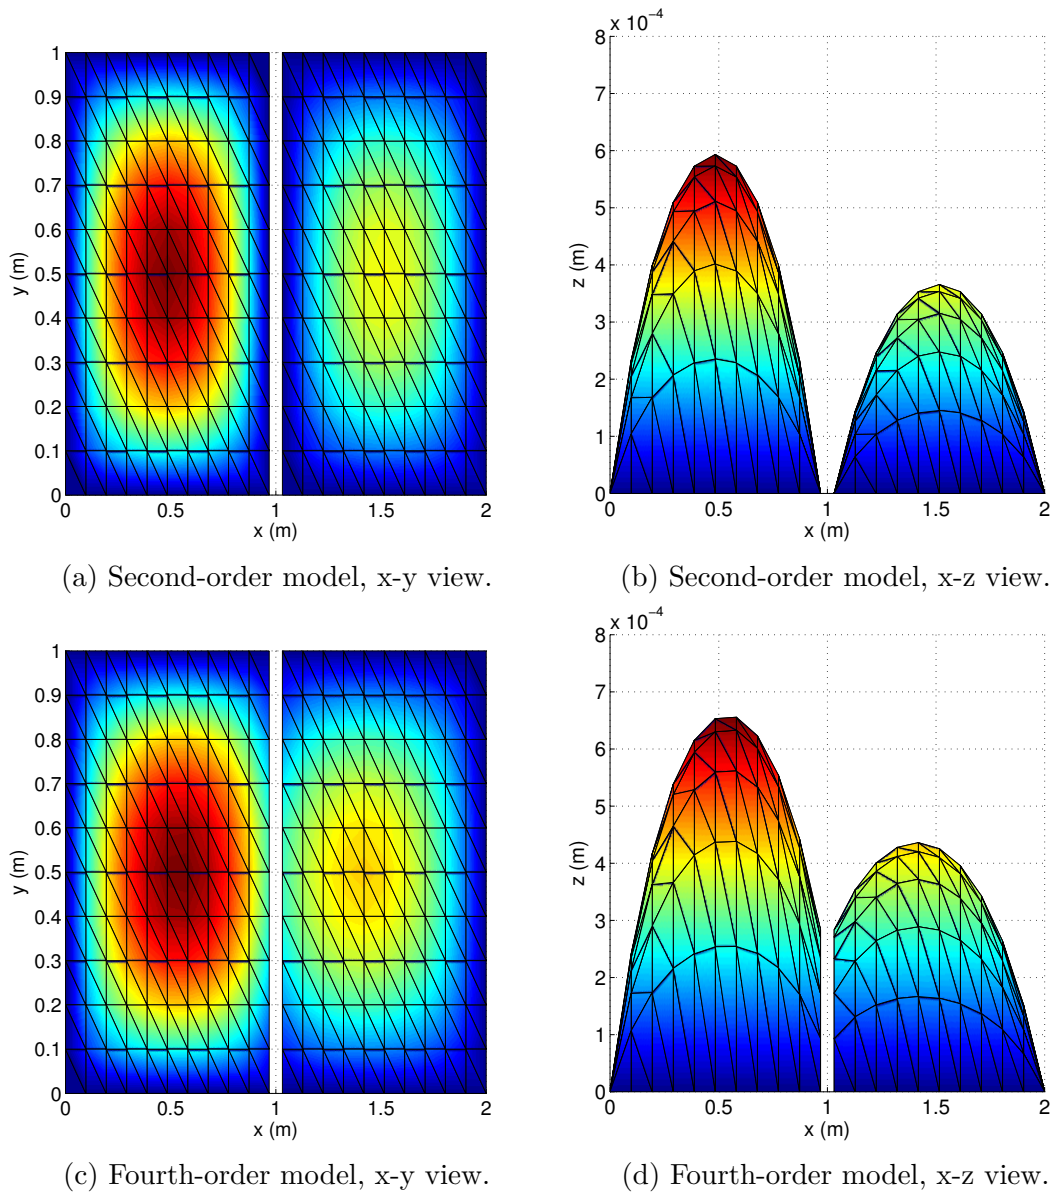 1
0.9
0.8
0.7
0.6
0.5
0.4
0.3
0.2
0.1
0
y (m)
0 0.5 1 1.5 2
x (m)
(a) Second-order model, x-y view.
x 10⁻⁴
8
7
6
5
4
3
2
1
0
z (m)
0 0.5 1 1.5 2
x (m)
(b) Second-order model, x-z view.
1
0.9
0.8
0.7
0.6
0.5
0.4
0.3
0.2
0.1
0
y (m)
0 0.5 1 1.5 2
x (m)
(c) Fourth-order model, x-y view.
x 10⁻⁴
8
7
6
5
4
3
2
1
0
z (m)
0 0.5 1 1.5 2
x (m)
(d) Fourth-order model, x-z view.